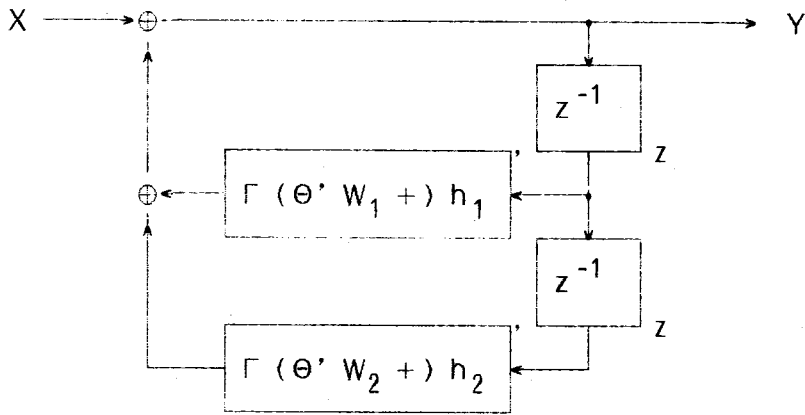 X Y
z⁻¹
z
Γ (Θ' W₁ +) h₁ '
z⁻¹
z
Γ (Θ' W₂ +) h₂ '